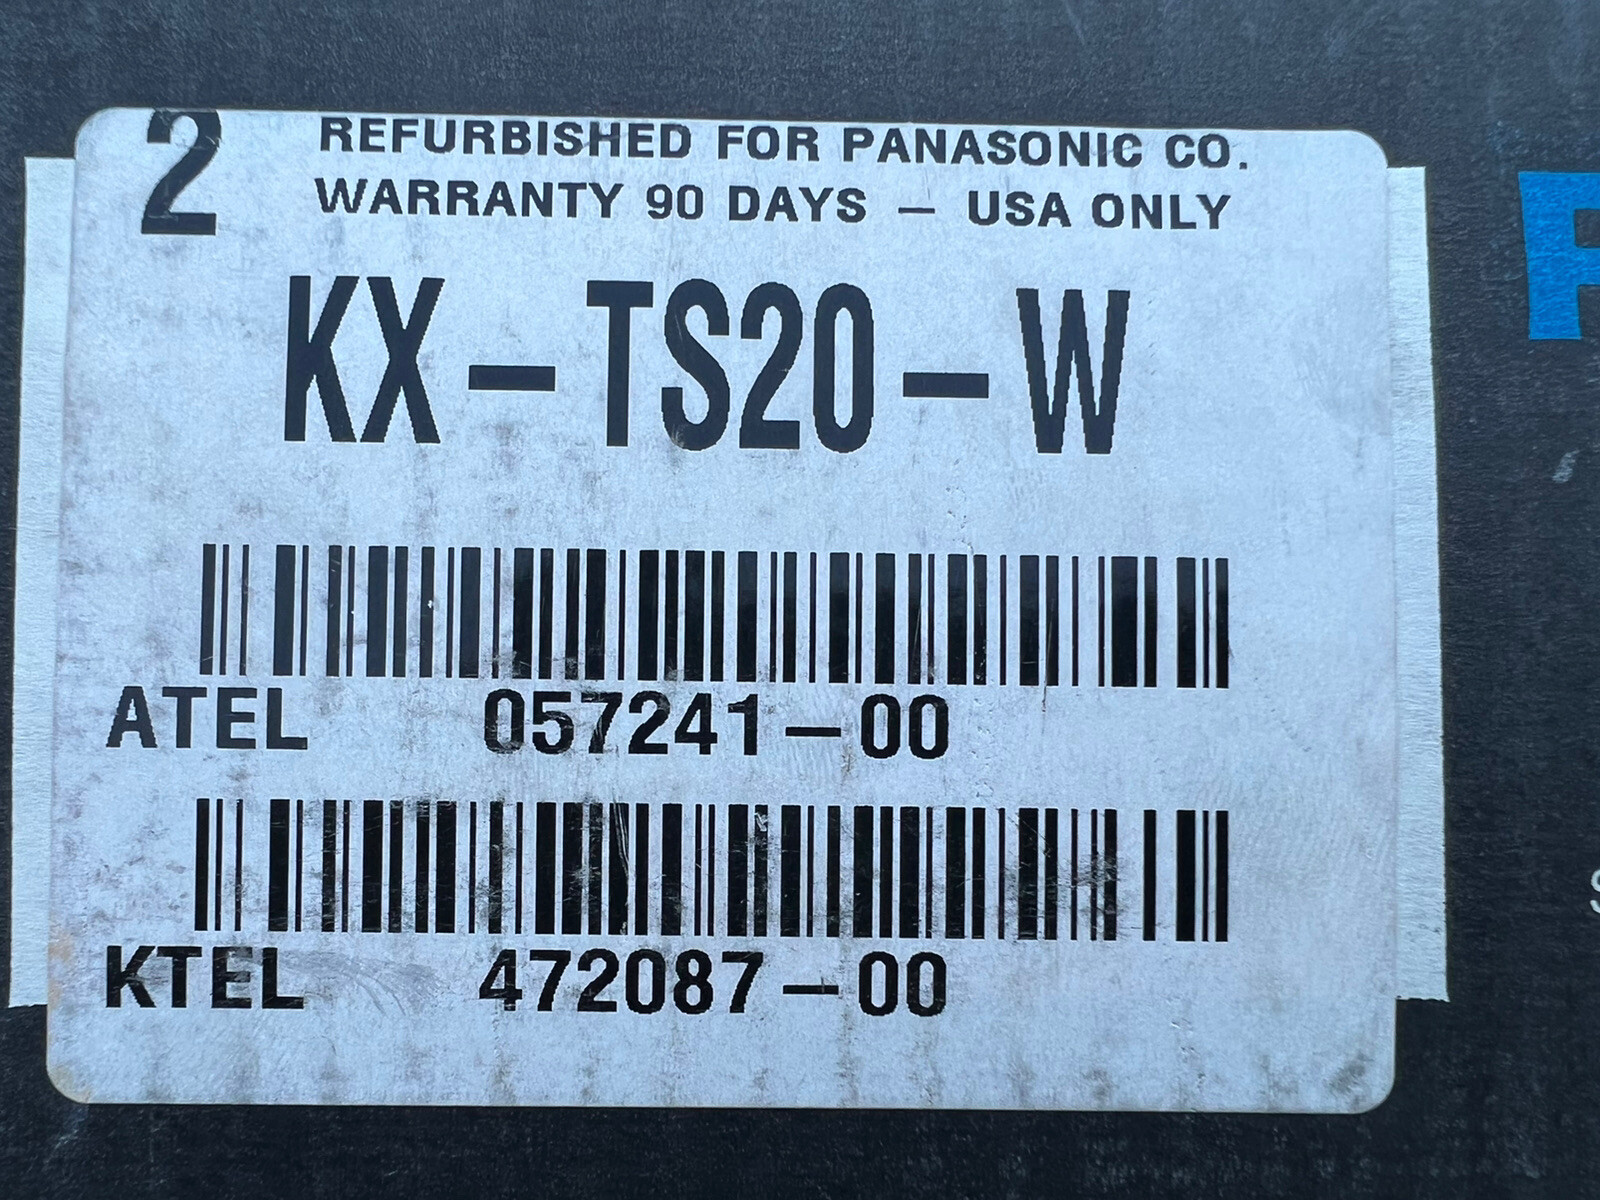 2
REFURBISHED FOR PANASONIC CO.
WARRANTY 90 DAYS — USA ONLY
KX-TS20-W
ATEL 057241-00
KTEL 472087-00